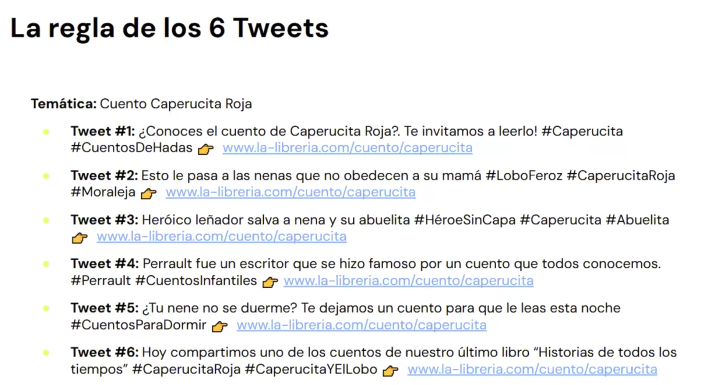 La regla de los 6 Tweets
Temática: Cuento Caperucita Roja
Tweet #1: ¿Conoces el cuento de Caperucita Roja?. Te invitamos a leerlo! #Caperucita
#CuentosDeHadas 👉 www.la-libreria.com/cuento/caperucita
Tweet #2: Esto le pasa a las nenas que no obedecen a su mamá #LoboFeroz #CaperucitaRoja
#Moraleja 👉 www.la-libreria.com/cuento/caperucita
Tweet #3: Heróico leñador salva a nena y su abuelita #HéroeSinCapa #Caperucita #Abuelita
👉 www.la-libreria.com/cuento/caperucita
Tweet #4: Perrault fue un escritor que se hizo famoso por un cuento que todos conocemos.
#Perrault #CuentosInfantiles 👉 www.la-libreria.com/cuento/caperucita
Tweet #5: ¿Tu nene no se duerme? Te dejamos un cuento para que le leas esta noche
#CuentosParaDormir 👉 www.la-libreria.com/cuento/caperucita
Tweet #6: Hoy compartimos uno de los cuentos de nuestro último libro “Historias de todos los
tiempos” #CaperucitaRoja #CaperucitaYElLobo 👉 www.la-libreria.com/cuento/caperucita